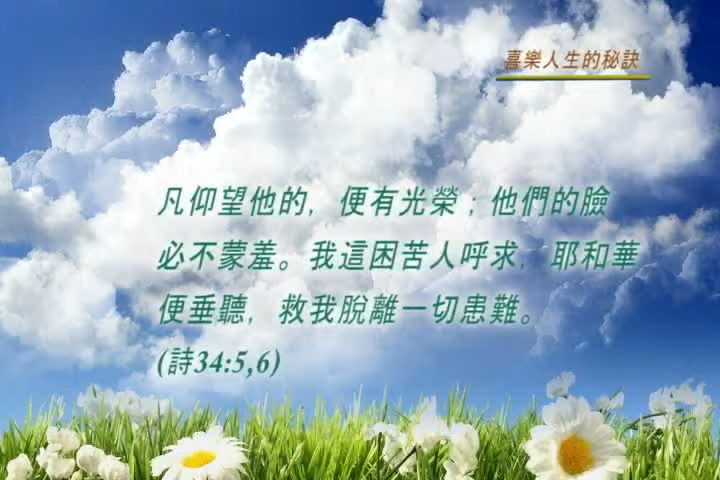 喜樂人生的秘訣
凡仰望他的，便有光榮；他們的臉
必不蒙羞。我這困苦人呼求，耶和華
便垂聽，救我脫離一切患難。
(詩34:5,6)